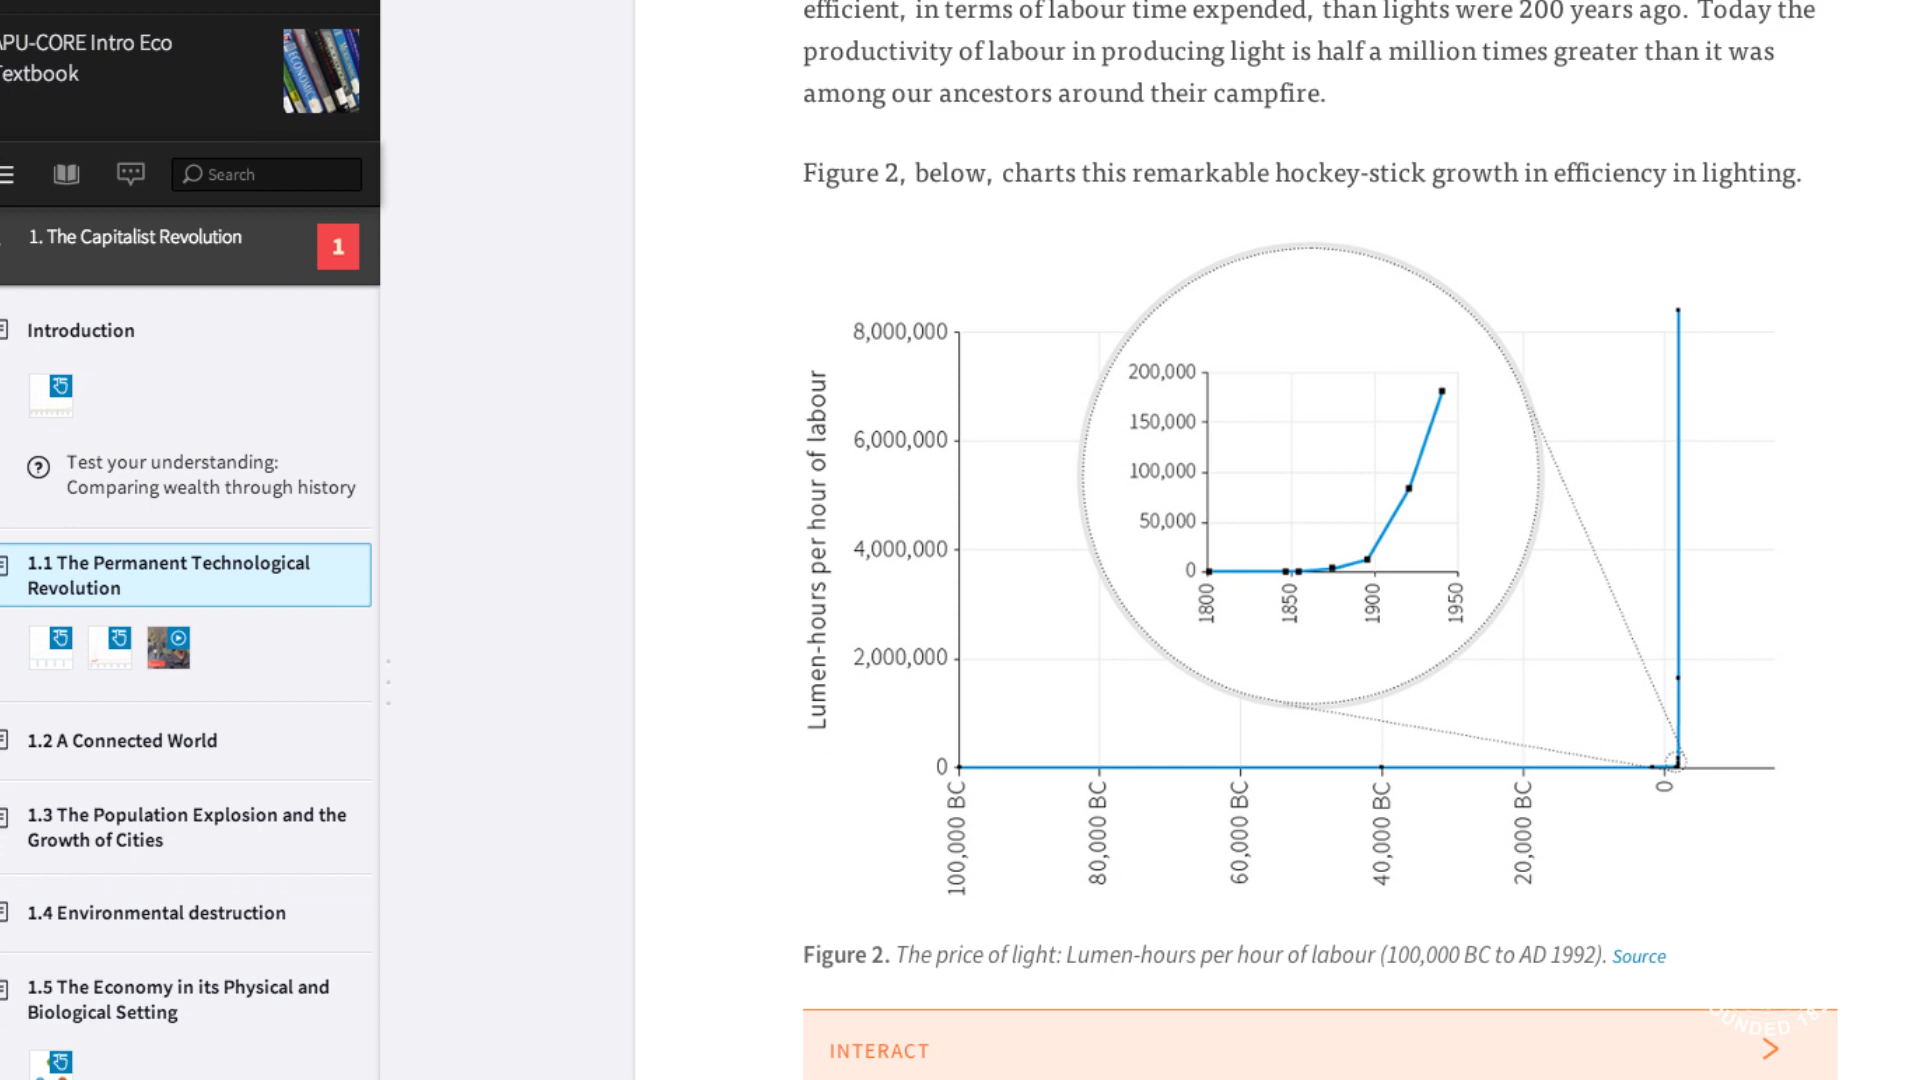 APU-CORE Intro Eco
Textbook
Search
1. The Capitalist Revolution
1
Introduction
Test your understanding:
Comparing wealth through history
1.1 The Permanent Technological
Revolution
1.2 A Connected World
1.3 The Population Explosion and the
Growth of Cities
1.4 Environmental destruction
1.5 The Economy in its Physical and
Biological Setting
efficient, in terms of labour time expended, than lights were 200 years ago. Today the
productivity of labour in producing light is half a million times greater than it was
among our ancestors around their campfire.
Figure 2, below, charts this remarkable hockey-stick growth in efficiency in lighting.
Lumen-hours per hour of labour
8,000,000
6,000,000
4,000,000
2,000,000
0
200,000
150,000
100,000
50,000
0
1800
1850
1900
1950
100,000 BC
80,000 BC
60,000 BC
40,000 BC
20,000 BC
0
Figure 2. The price of light: Lumen-hours per hour of labour (100,000 BC to AD 1992). Source
INTERACT